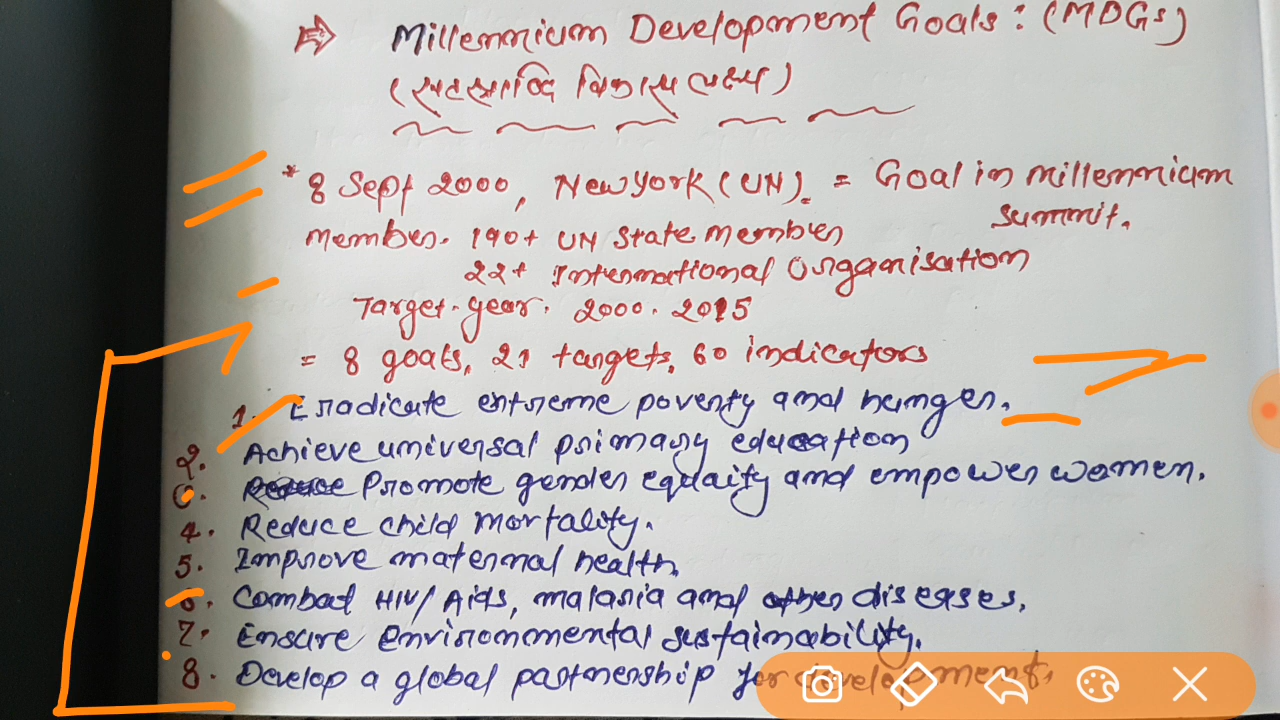 ⇒ Millennium Development Goals: (MDGs)
* 8 Sept 2000, New York (UN). = Goal in millennium
summit.
Member. 190+ UN state member
22+ International Organisation
Target-year. 2000. 2015
= 8 goals, 21 targets, 60 indicators
1. Eradicate extreme poverty and hunger.
2. Achieve universal primary education
3. Promote gender eqdaity and empower women.
4. Reduce child mortality.
5. Improve maternal health.
6. Combat HIV/Aids, malaria and other diseases.
7. Ensure environmental sustainability.
8. Develop a global partnership for development.